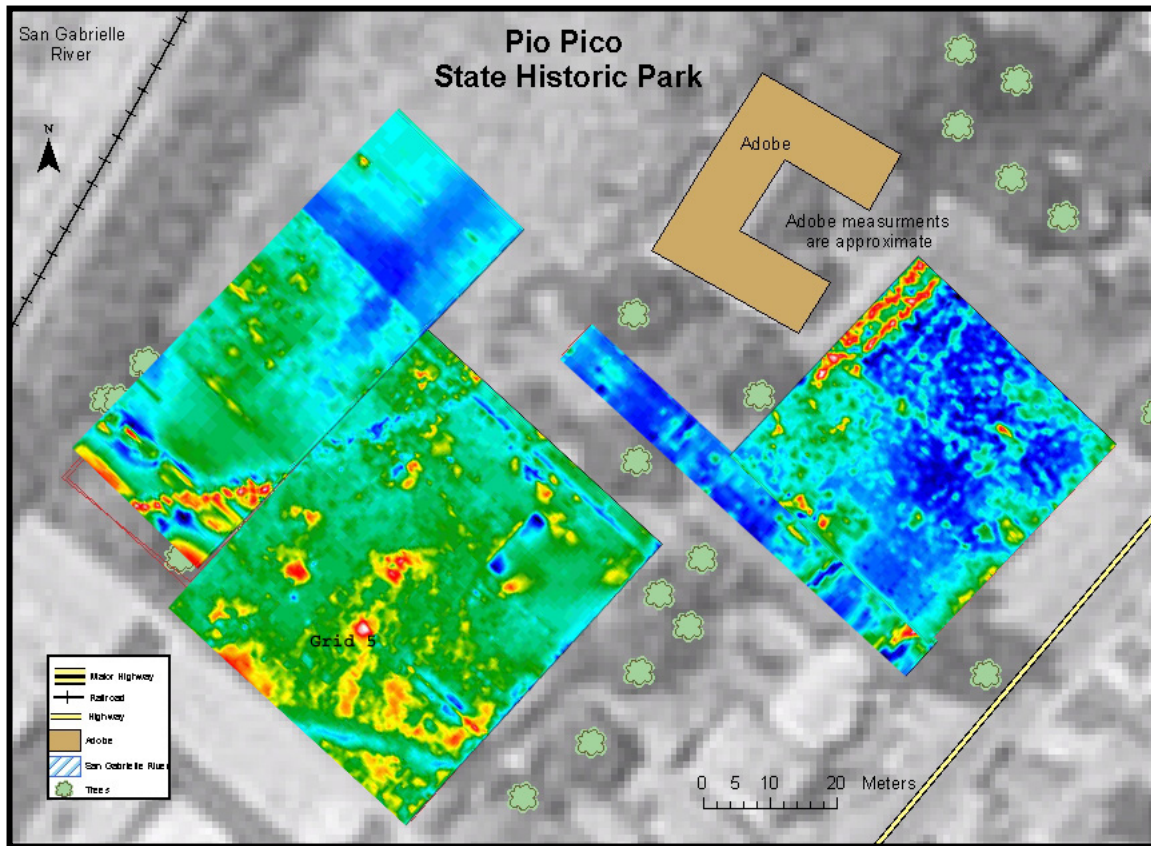 San Gabrielle
River
Pio Pico
State Historic Park
N
Adobe
Adobe measurments
are approximate
Grid 5
Major Highway
Railroad
Highway
Adobe
San Gabrielle River
Trees
0 5 10 20 Meters